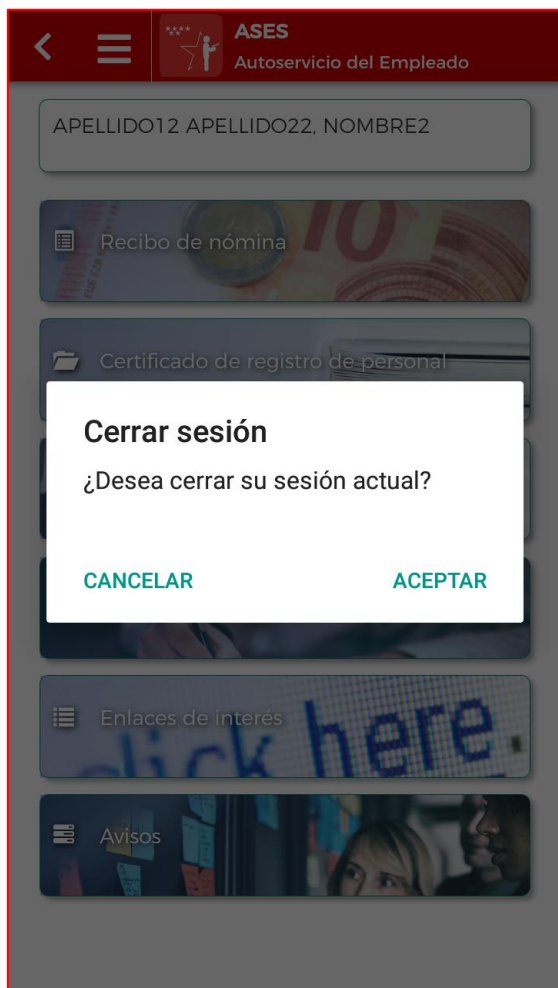 ASES
Autoservicio del Empleado
APELLIDO12 APELLIDO22, NOMBRE2
Recibo de nómina
10
Certificado de registro de personal
Cerrar sesión
¿Desea cerrar su sesión actual?
CANCELAR
ACEPTAR
Enlaces de interés
click here.
Avisos